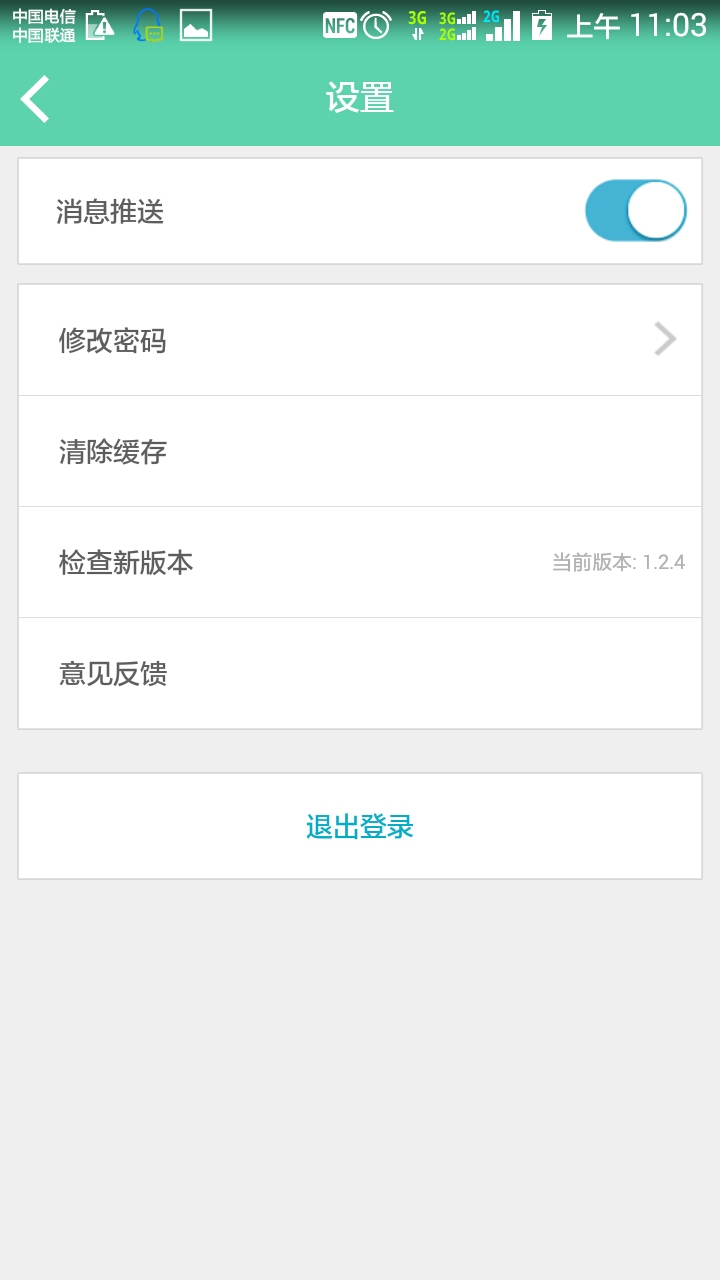 中国电信
中国联通
NFC
3G
3G
2G
2G
上午 11:03
设置
消息推送
修改密码
清除缓存
检查新版本
当前版本: 1.2.4
意见反馈
退出登录